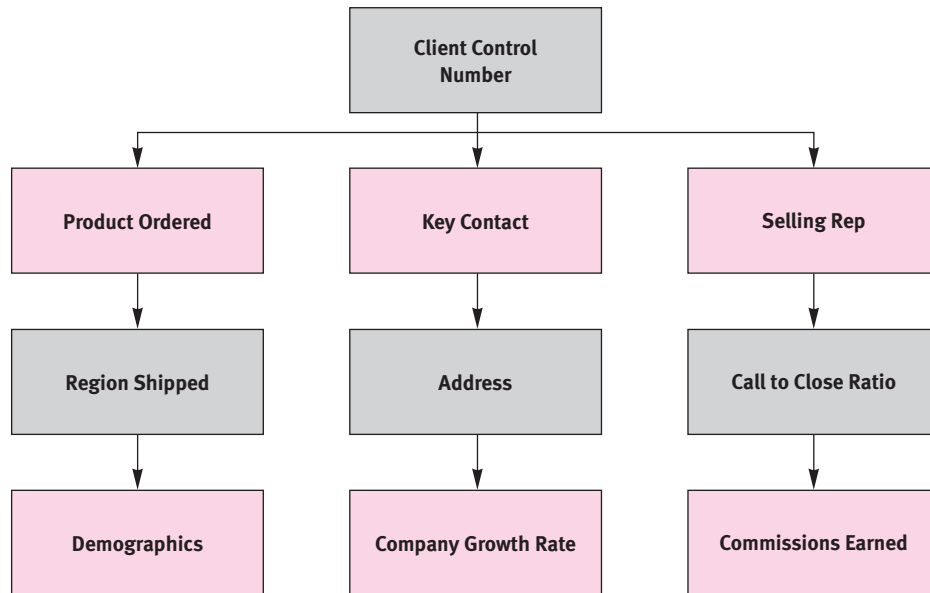 Client Control
Number
Product Ordered
Key Contact
Selling Rep
Region Shipped
Address
Call to Close Ratio
Demographics
Company Growth Rate
Commissions Earned